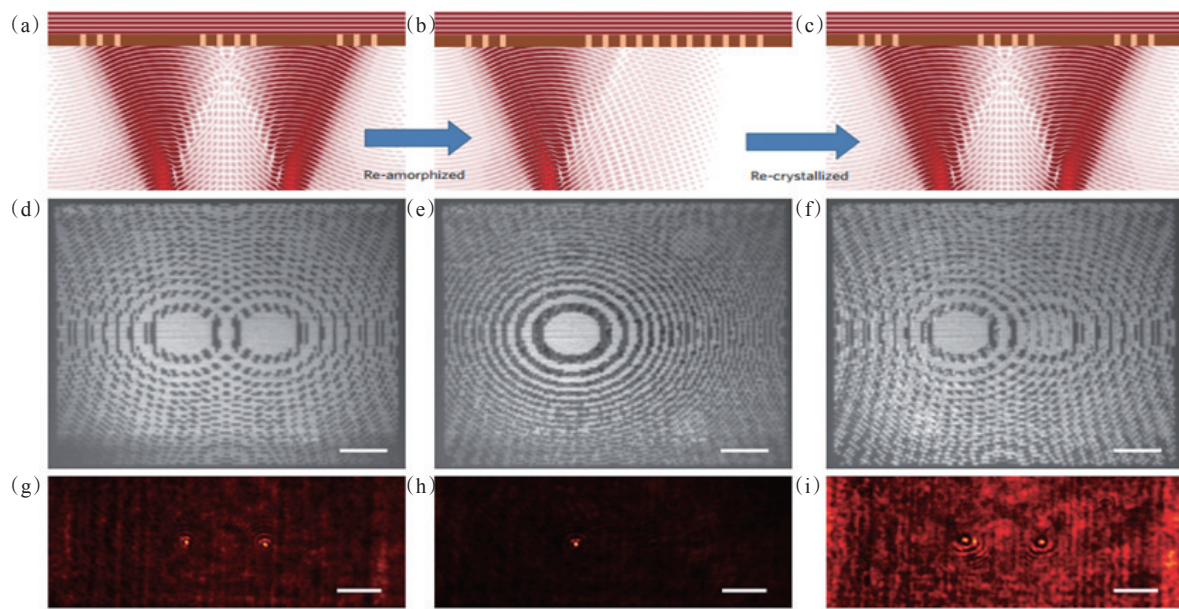 (a)
(b)
(c)
Re-amorphized
Re-crystallized
(d)
(e)
(f)
(g)
(h)
(i)